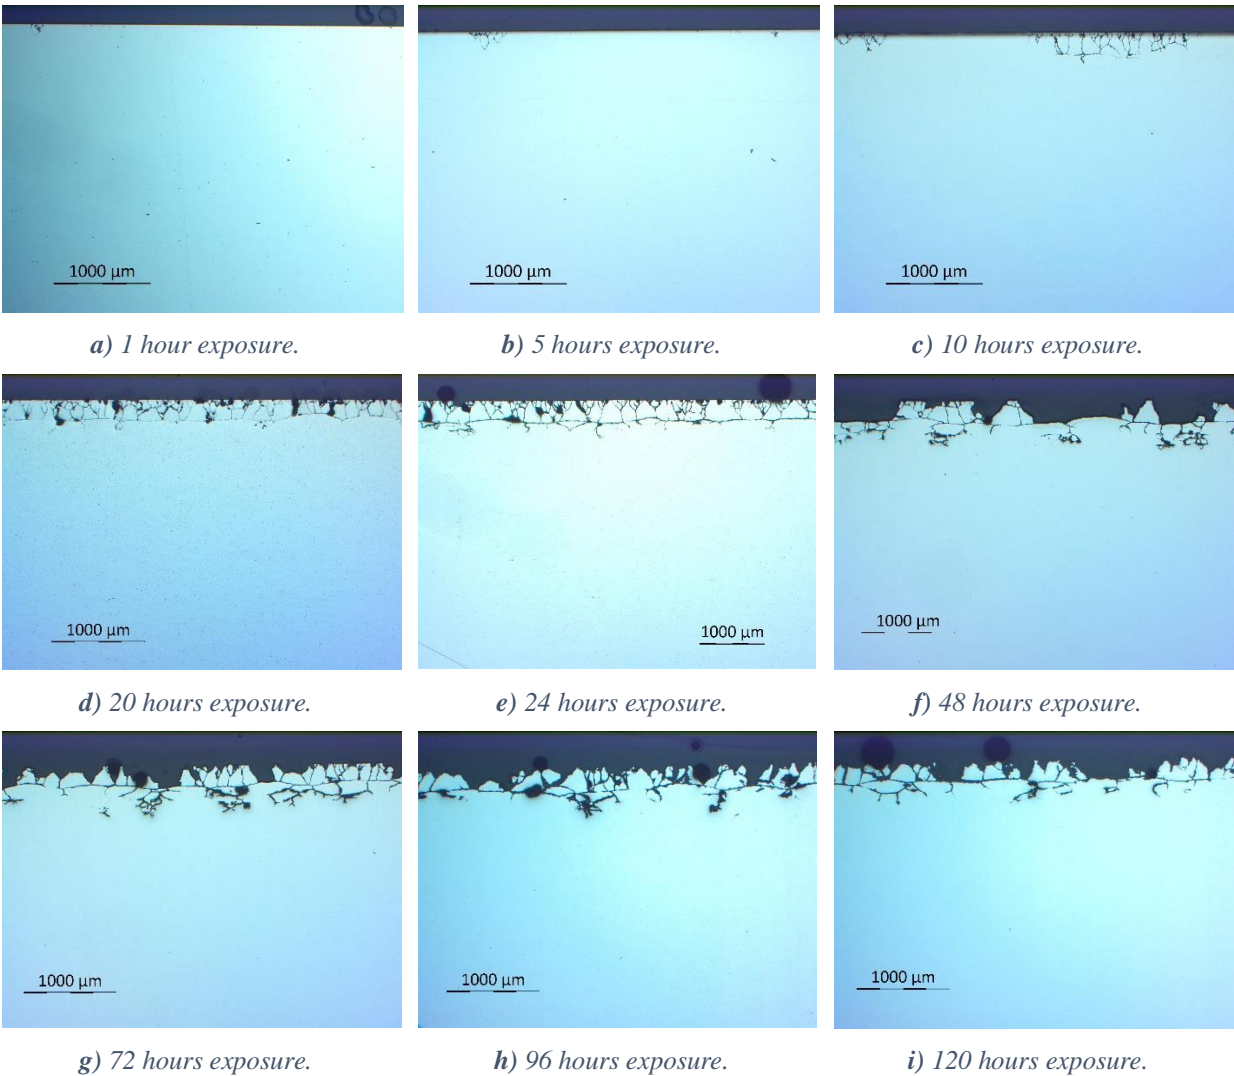 1000 µm
1000 µm
1000 µm
a) 1 hour exposure.
b) 5 hours exposure.
c) 10 hours exposure.
1000 µm
1000 µm
1000 µm
d) 20 hours exposure.
e) 24 hours exposure.
f) 48 hours exposure.
1000 µm
1000 µm
1000 µm
g) 72 hours exposure.
h) 96 hours exposure.
i) 120 hours exposure.